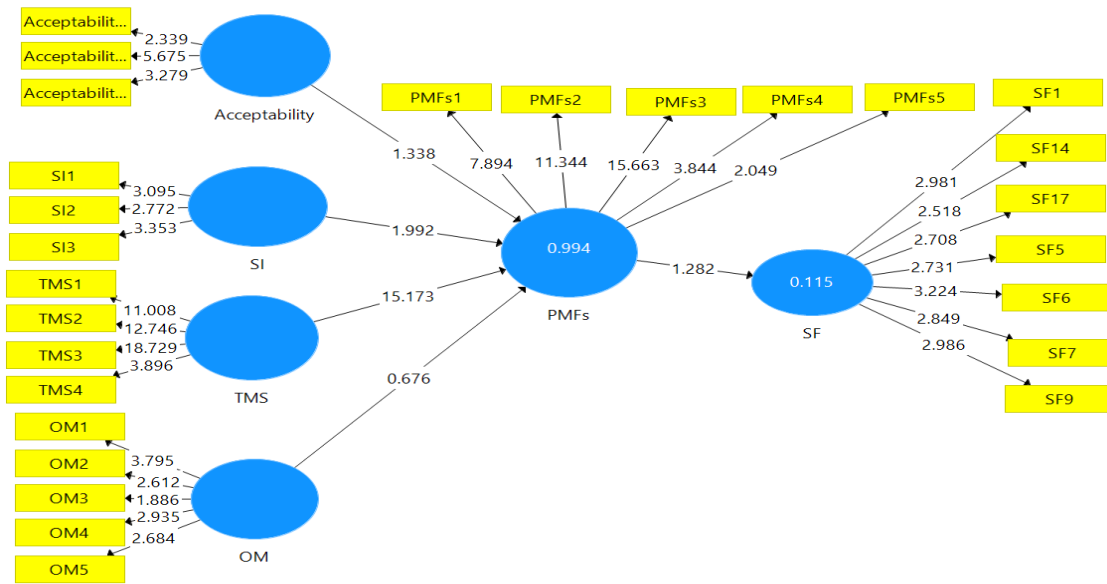 Acceptabilit...
Acceptabilit...
Acceptabilit...
2.339
5.675
3.279
Acceptability
1.338
SI1
SI2
SI3
3.095
2.772
3.353
SI
1.992
TMS1
TMS2
TMS3
TMS4
11.008
12.746
18.729
3.896
TMS
15.173
OM1
OM2
OM3
OM4
OM5
3.795
2.612
1.886
2.935
2.684
OM
0.676
PMFs1
PMFs2
PMFs3
PMFs4
PMFs5
7.894
11.344
15.663
3.844
2.049
0.994
PMFs
1.282
0.115
SF
2.981
2.518
2.708
2.731
3.224
2.849
2.986
SF1
SF14
SF17
SF5
SF6
SF7
SF9